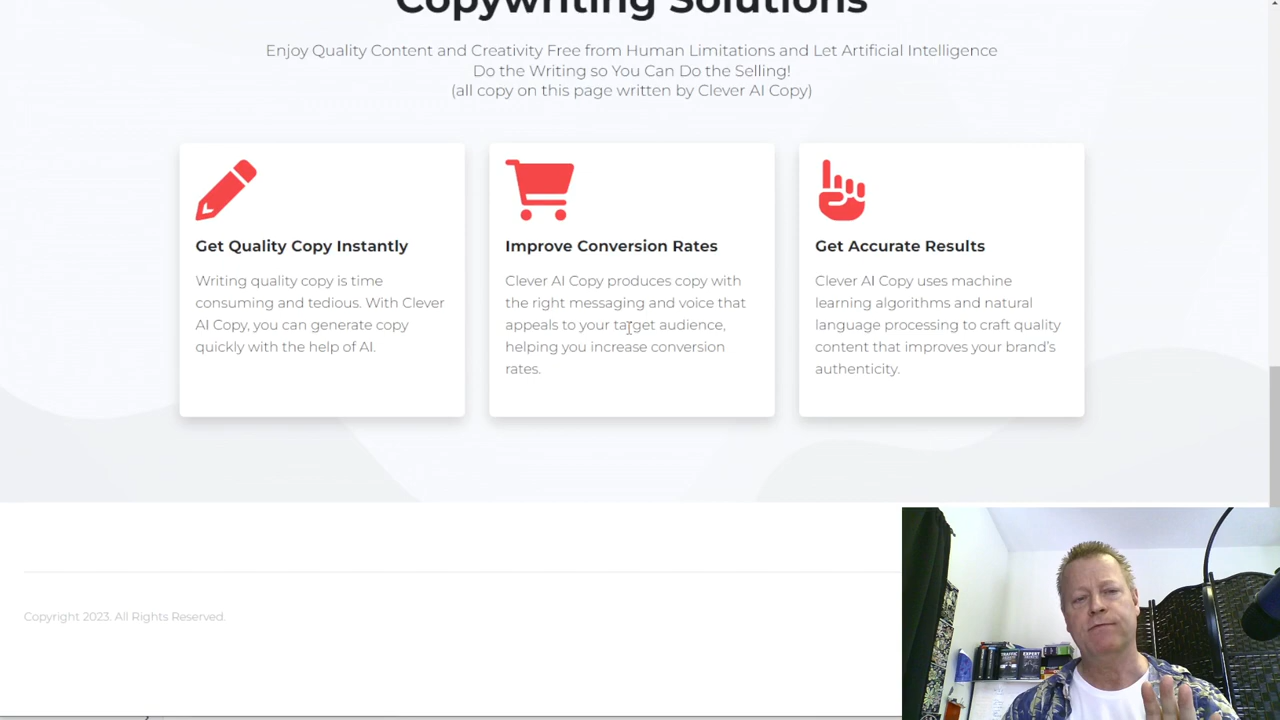 Copywriting Solutions
Enjoy Quality Content and Creativity Free from Human Limitations and Let Artificial Intelligence
Do the Writing so You Can Do the Selling!
(all copy on this page written by Clever AI Copy)
Get Quality Copy Instantly
Writing quality copy is time
consuming and tedious. With Clever
AI Copy, you can generate copy
quickly with the help of AI.
Improve Conversion Rates
Clever AI Copy produces copy with
the right messaging and voice that
appeals to your target audience,
helping you increase conversion
rates.
Get Accurate Results
Clever AI Copy uses machine
learning algorithms and natural
language processing to craft quality
content that improves your brand’s
authenticity.
Copyright 2023. All Rights Reserved.
TRAFFIC
EXPERT